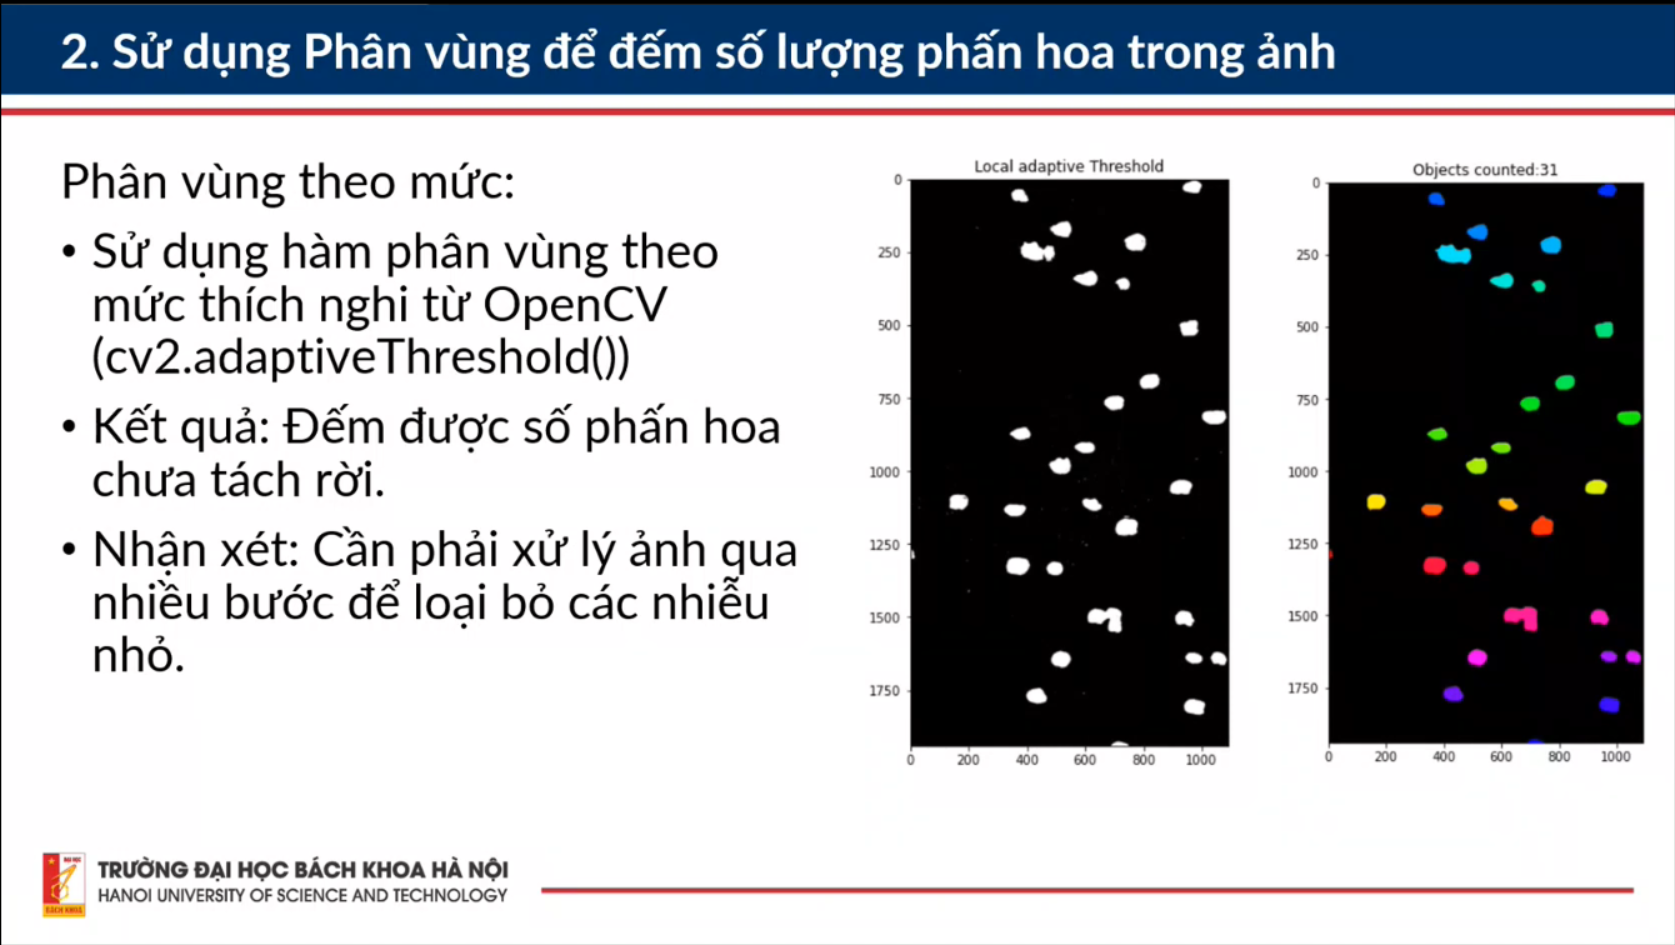 2. Sử dụng Phân vùng để đếm số lượng phấn hoa trong ảnh
Phân vùng theo mức:
• Sử dụng hàm phân vùng theo
mức thích nghi từ OpenCV
(cv2.adaptiveThreshold())
• Kết quả: Đếm được số phấn hoa
chưa tách rời.
• Nhận xét: Cần phải xử lý ảnh qua
nhiều bước để loại bỏ các nhiễu
nhỏ.
Local adaptive Threshold
0
250
500
750
1000
1250
1500
1750
0 200 400 600 800 1000
Objects counted:31
0
250
500
750
1000
1250
1500
1750
0 200 400 600 800 1000
ĐẠI HỌC
BÁCH KHOA
TRƯỜNG ĐẠI HỌC BÁCH KHOA HÀ NỘI
HANOI UNIVERSITY OF SCIENCE AND TECHNOLOGY